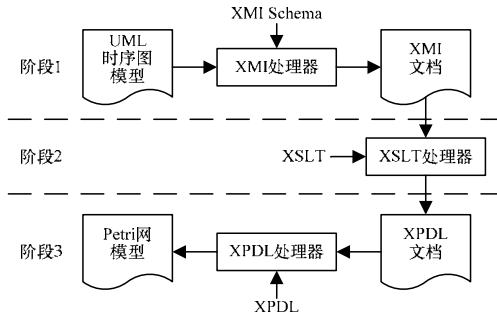 XMI Schema
阶段1
UML
时序图
模型
XMI处理器
XMI
文档
阶段2
XSLT
XSLT处理器
阶段3
Petri网
模型
XPDL处理器
XPDL
文档
XPDL